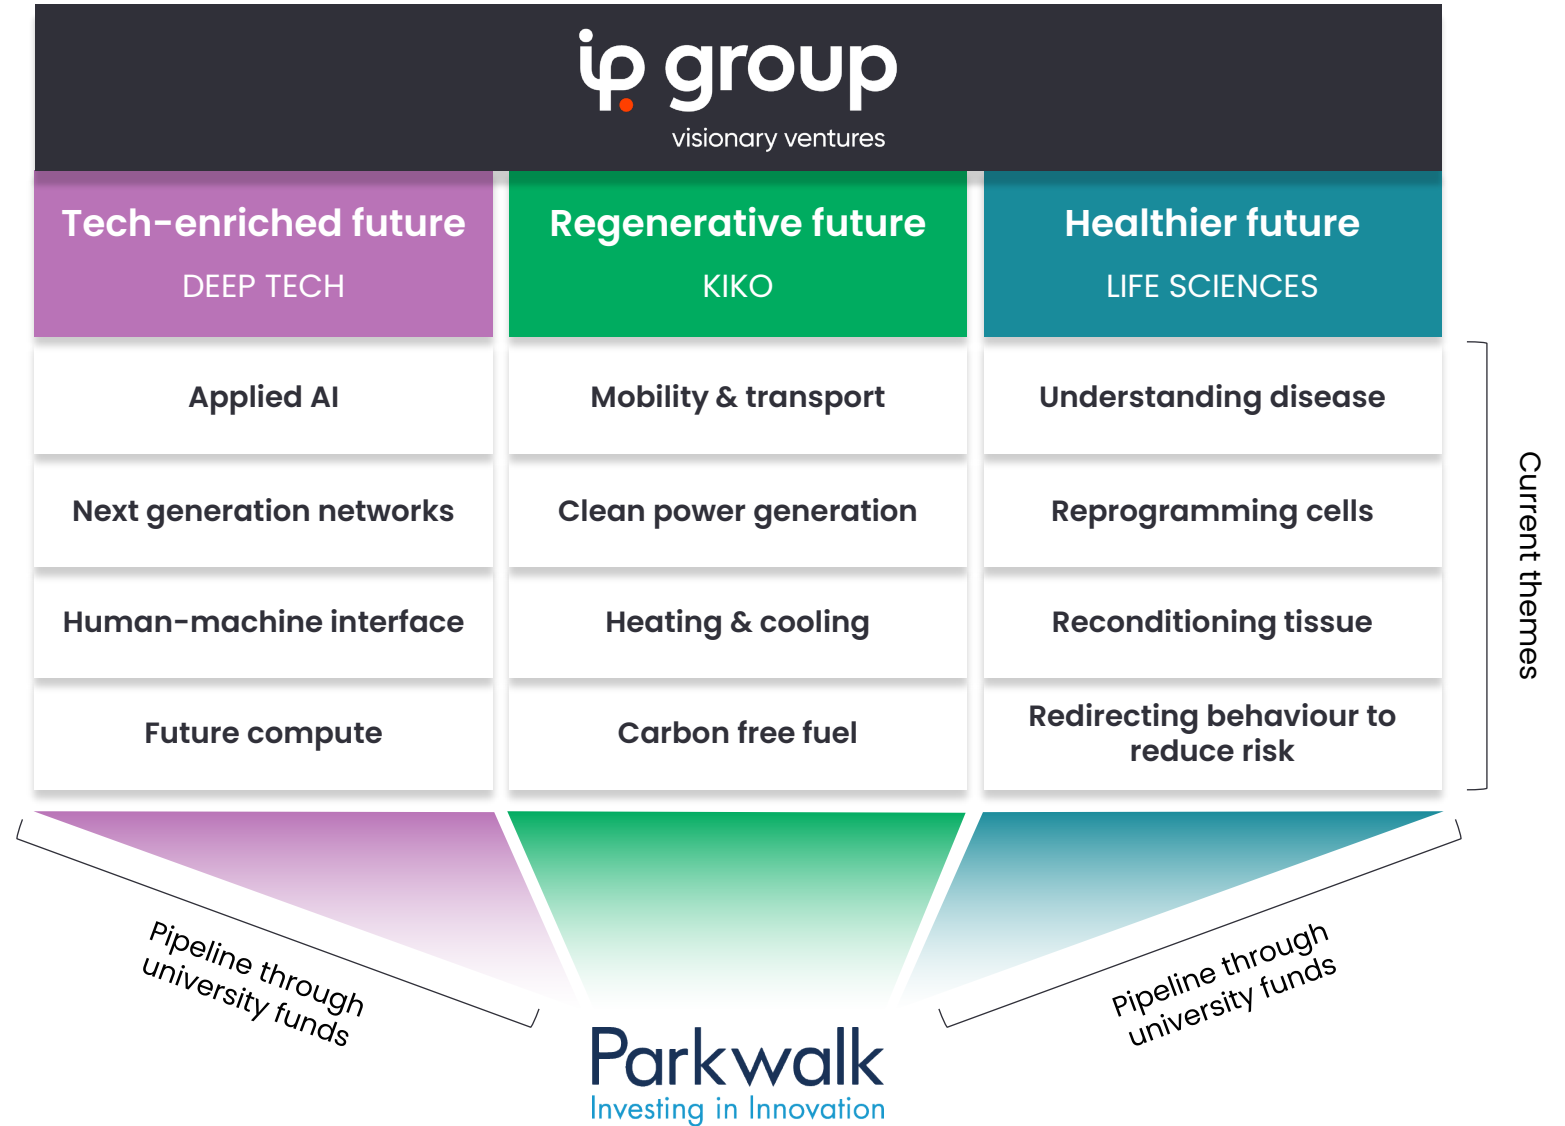 ip group
visionary ventures
Tech-enriched future
DEEP TECH
Regenerative future
KIKO
Healthier future
LIFE SCIENCES
Applied AI
Mobility & transport
Understanding disease
Next generation networks
Clean power generation
Reprogramming cells
Human-machine interface
Heating & cooling
Reconditioning tissue
Future compute
Carbon free fuel
Redirecting behaviour to
reduce risk
Current themes
Pipeline through
university funds
Pipeline through
university funds
Parkwalk
Investing in Innovation